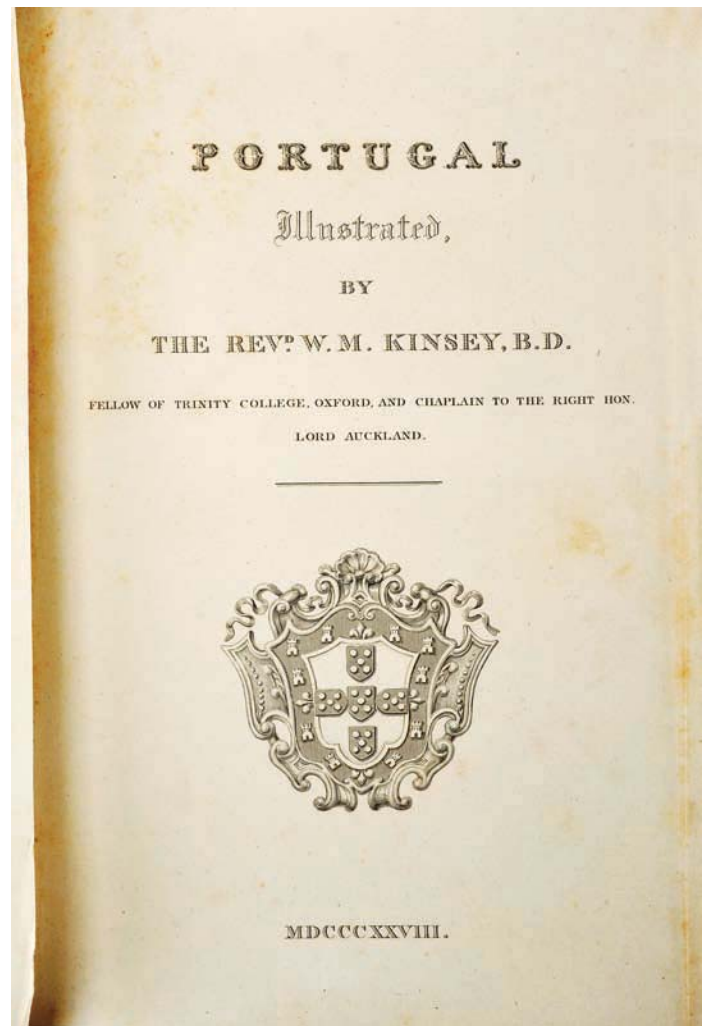 PORTUGAL
Illustrated,
BY
THE REVD. W. M. KINSEY, B.D.
FELLOW OF TRINITY COLLEGE, OXFORD, AND CHAPLAIN TO THE RIGHT HON.
LORD AUCKLAND.
MDCCCXXVIII.